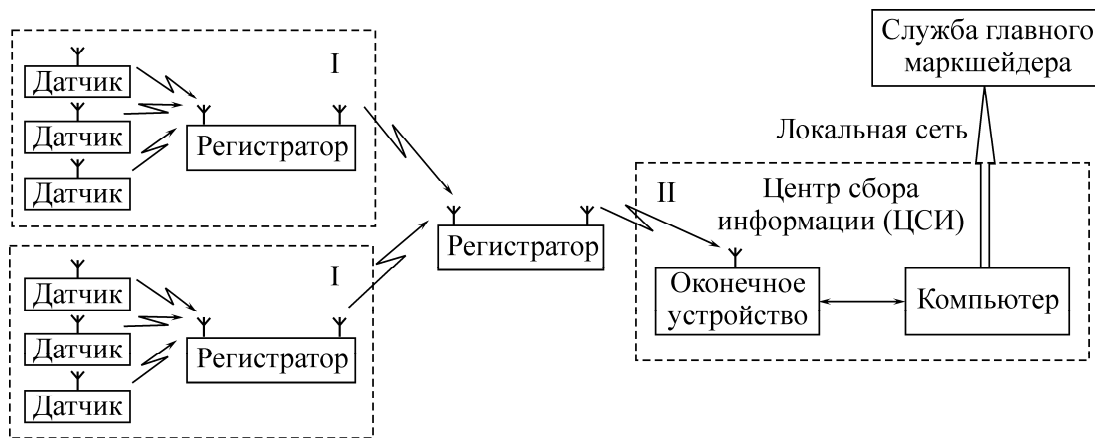 I
Датчик
Датчик
Датчик
Регистратор
I
Датчик
Датчик
Датчик
Регистратор
Регистратор
Служба главного
маркшейдера
Локальная сеть
II
Центр сбора
информации (ЦСИ)
Оконечное
устройство
Компьютер